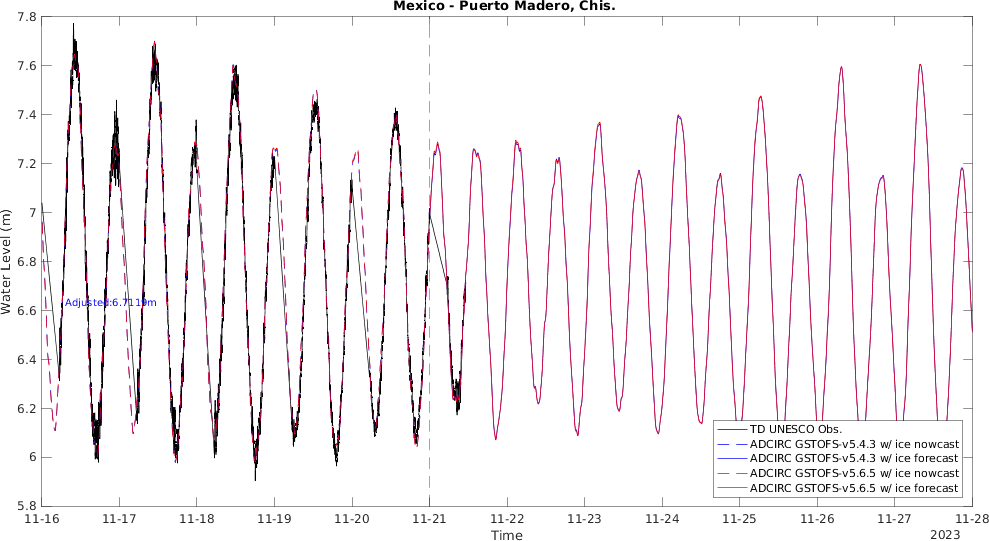 Mexico - Puerto Madero, Chis.
Water Level (m)
7.8
7.6
7.4
7.2
7
6.8
6.6
6.4
6.2
6
5.8
Adjusted:6.7119m
TD UNESCO Obs.
ADCIRC GSTOFS-v5.4.3 w/ ice nowcast
ADCIRC GSTOFS-v5.4.3 w/ ice forecast
ADCIRC GSTOFS-v5.6.5 w/ ice nowcast
ADCIRC GSTOFS-v5.6.5 w/ ice forecast
11-16 11-17 11-18 11-19 11-20 11-21 11-22 11-23 11-24 11-25 11-26 11-27 11-28
Time
2023